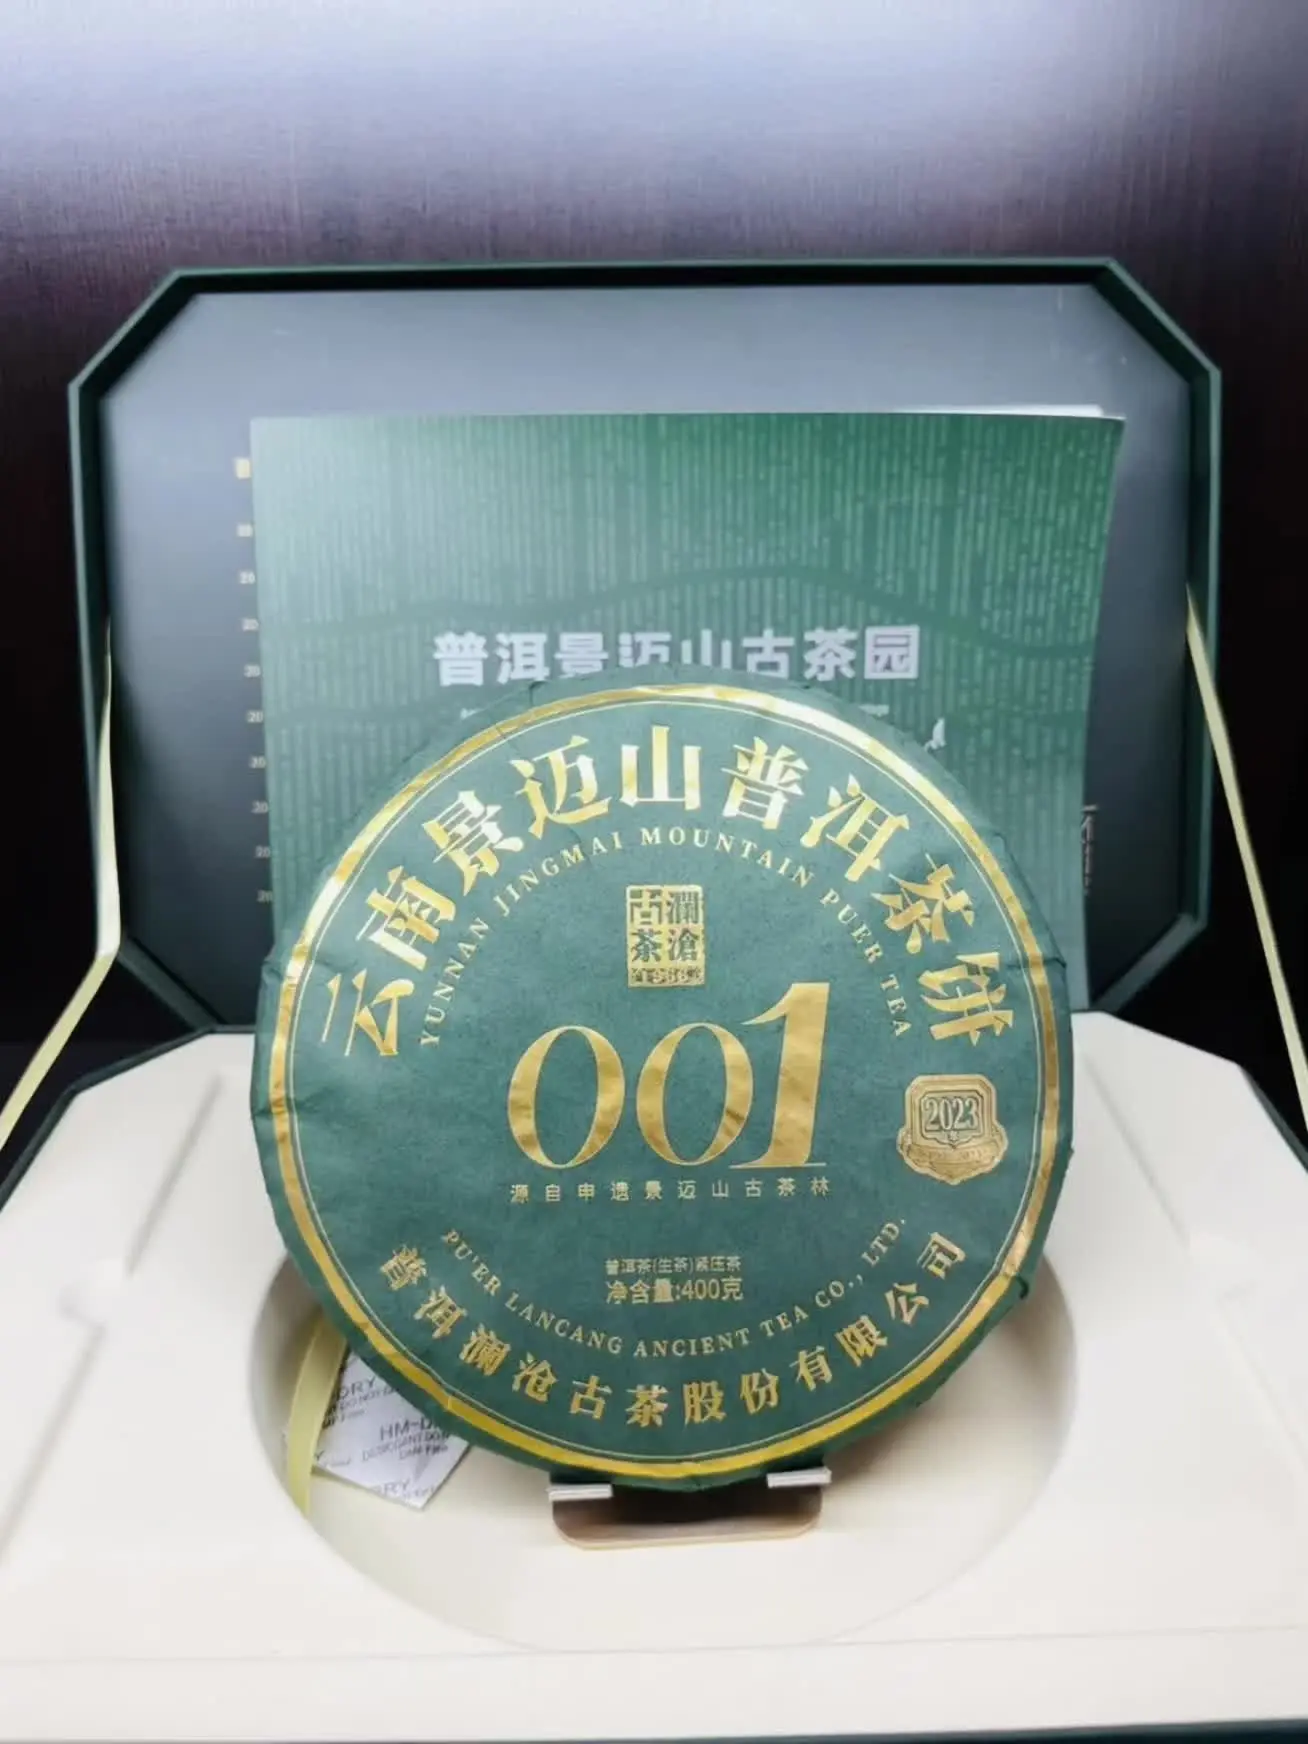 普洱景迈山古茶园
云南景迈山普洱茶饼
YUNNAN JINGMAI MOUNTAIN PUER TEA
澜沧
古茶
1966
001
2023
年
源自申遗景迈山古茶林
普洱茶(生茶)紧压茶
净含量:400克
PU'ER LANCANG ANCIENT TEA CO., LTD.
普洱澜沧古茶股份有限公司